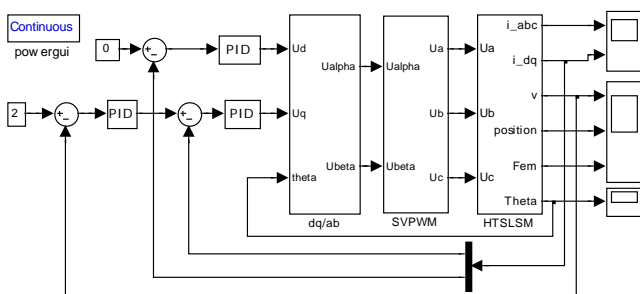 Continuous
pow ergui
0
2
PID
PID
PID
Ud
Uq
theta
Ualpha
Ubeta
dq/ab
Ualpha
Ubeta
Ua
Ub
Uc
SVPWM
Ua
Ub
Uc
i_abc
i_dq
v
position
Fem
Theta
HTSLSM